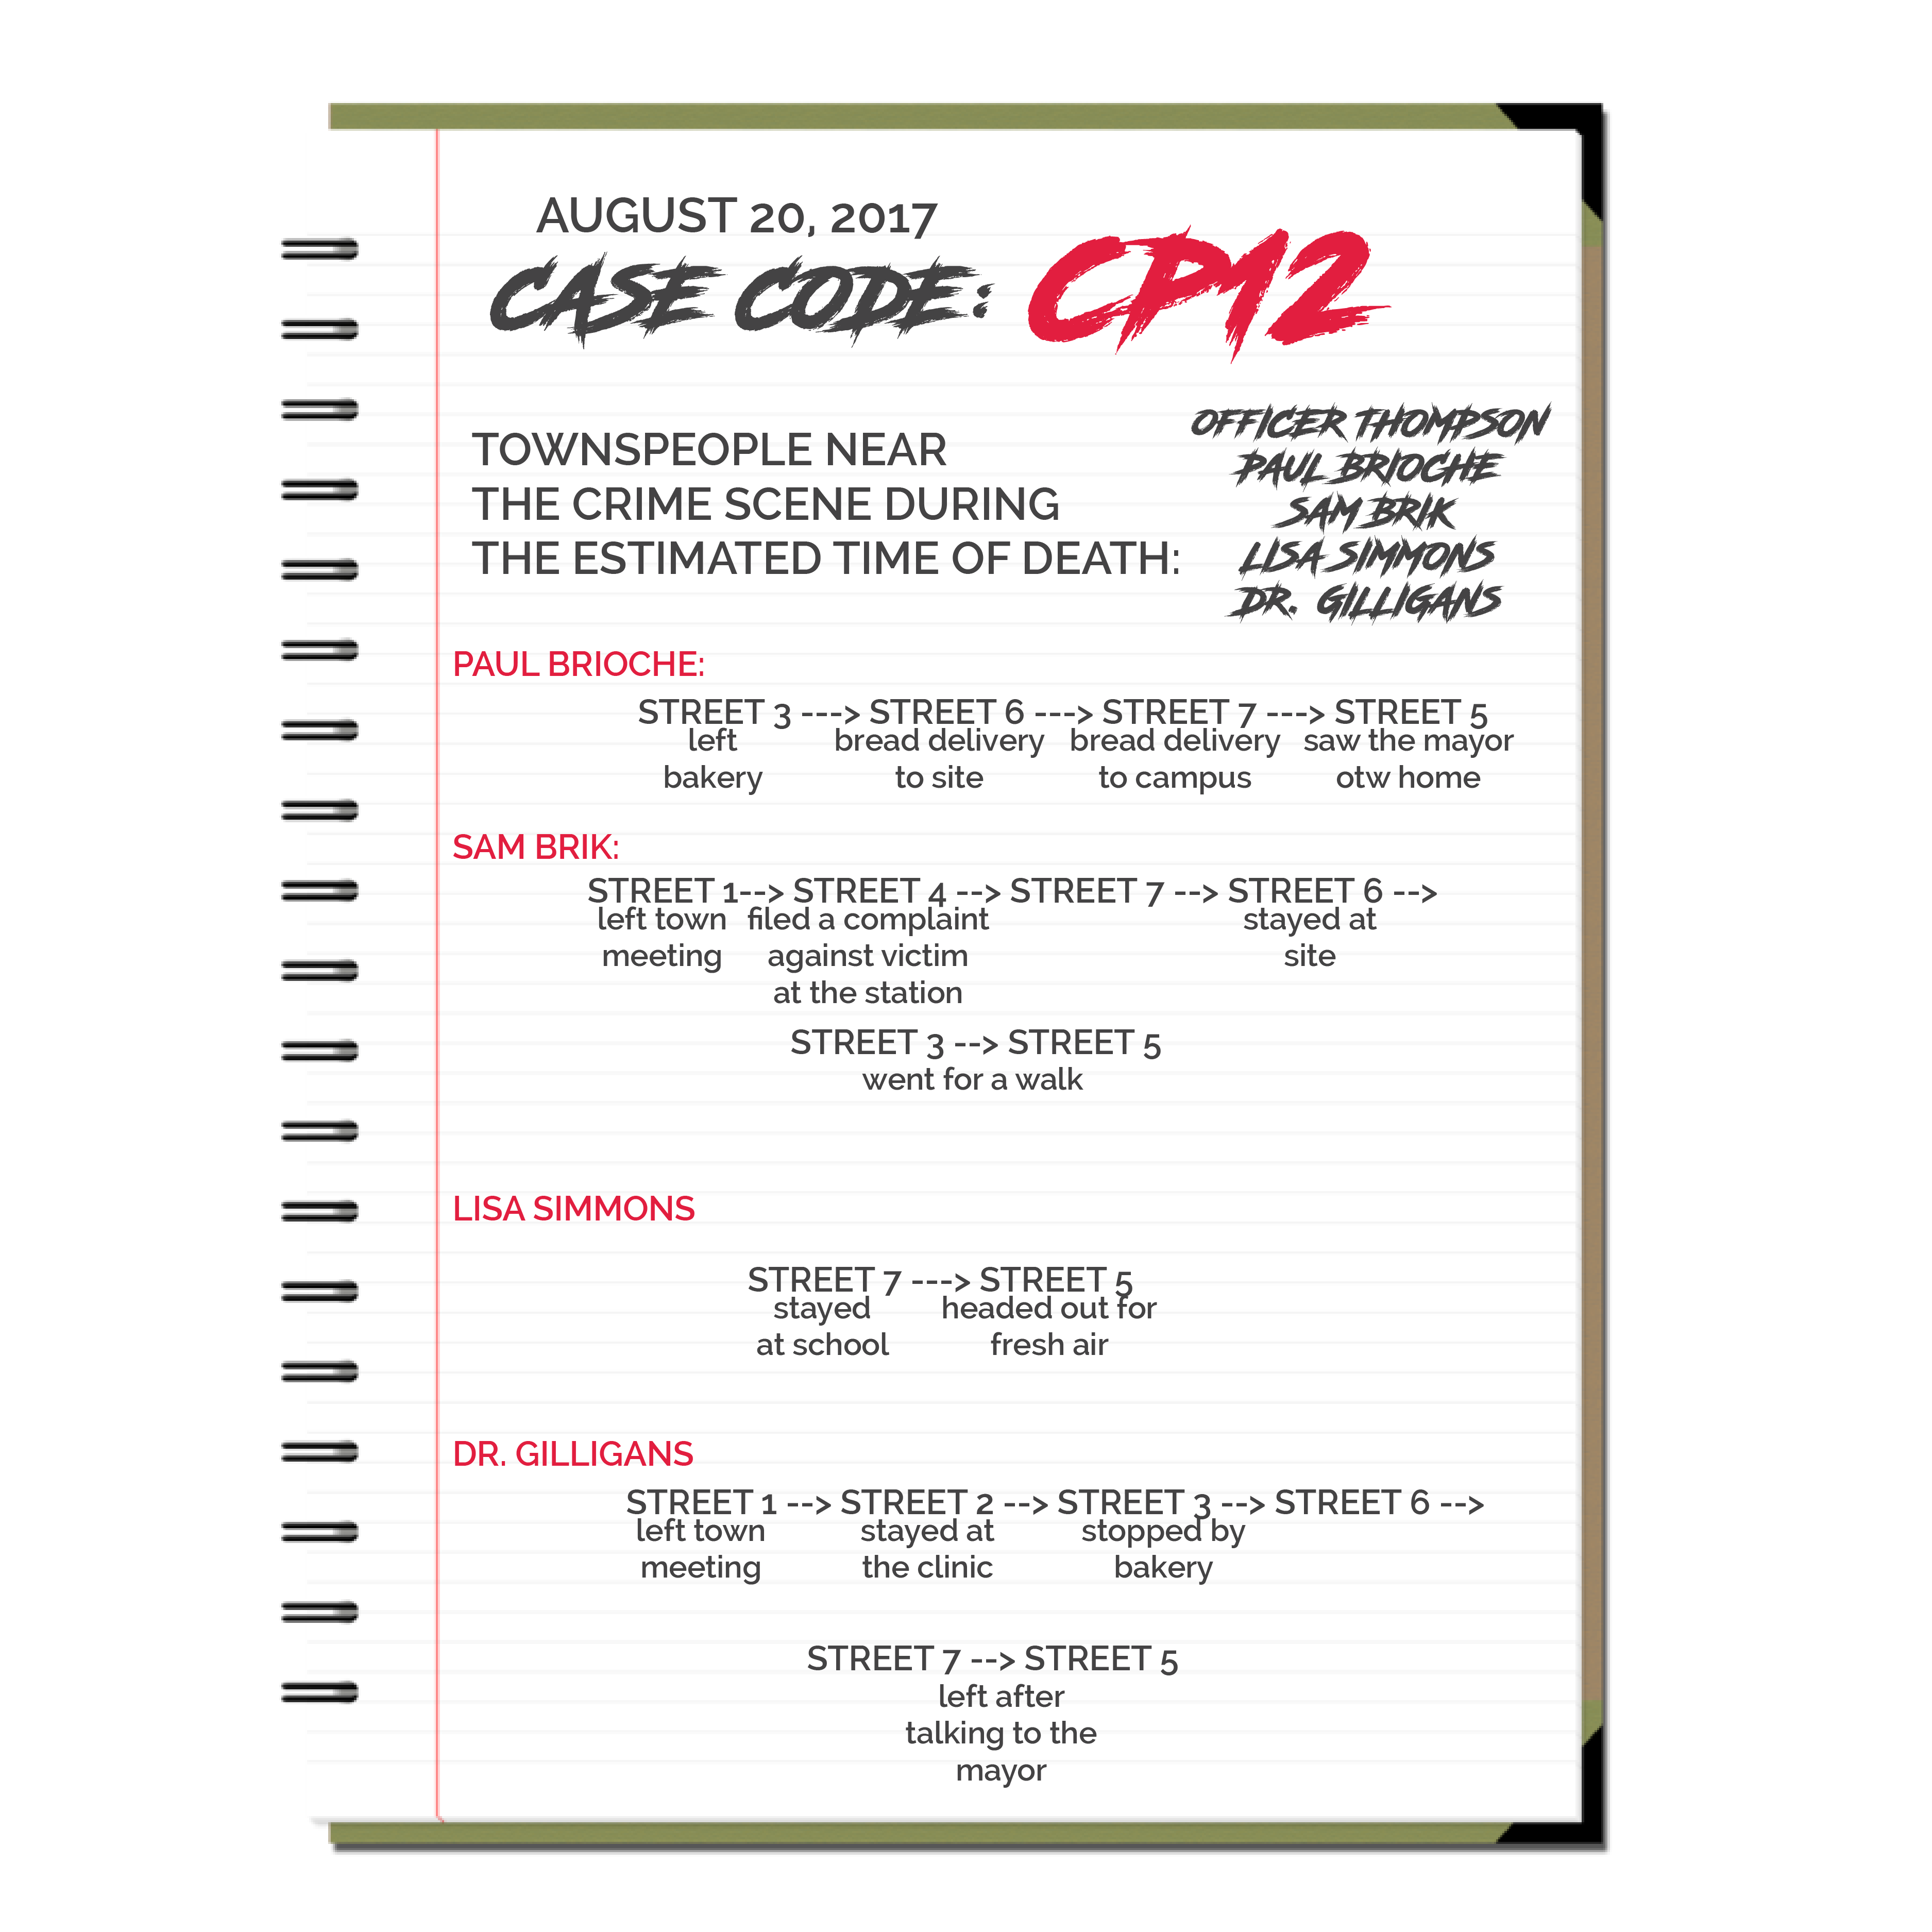 AUGUST 20, 2017
CASE CODE: CP12
TOWNSPEOPLE NEAR
THE CRIME SCENE DURING
THE ESTIMATED TIME OF DEATH:
OFFICER THOMPSON
PAUL BRIOCHE
SAM BRIK
LISA SIMMONS
DR. GILLIGANS
PAUL BRIOCHE:
STREET 3 ---> STREET 6 ---> STREET 7 ---> STREET 5
left bread delivery bread delivery saw the mayor
bakery to site to campus otw home
SAM BRIK:
STREET 1--> STREET 4 --> STREET 7 --> STREET 6 -->
left town filed a complaint stayed at
meeting against victim site
at the station
STREET 3 --> STREET 5
went for a walk
LISA SIMMONS
STREET 7 ---> STREET 5
stayed headed out for
at school fresh air
DR. GILLIGANS
STREET 1 --> STREET 2 --> STREET 3 --> STREET 6 -->
left town stayed at stopped by
meeting the clinic bakery
STREET 7 --> STREET 5
left after
talking to the
mayor